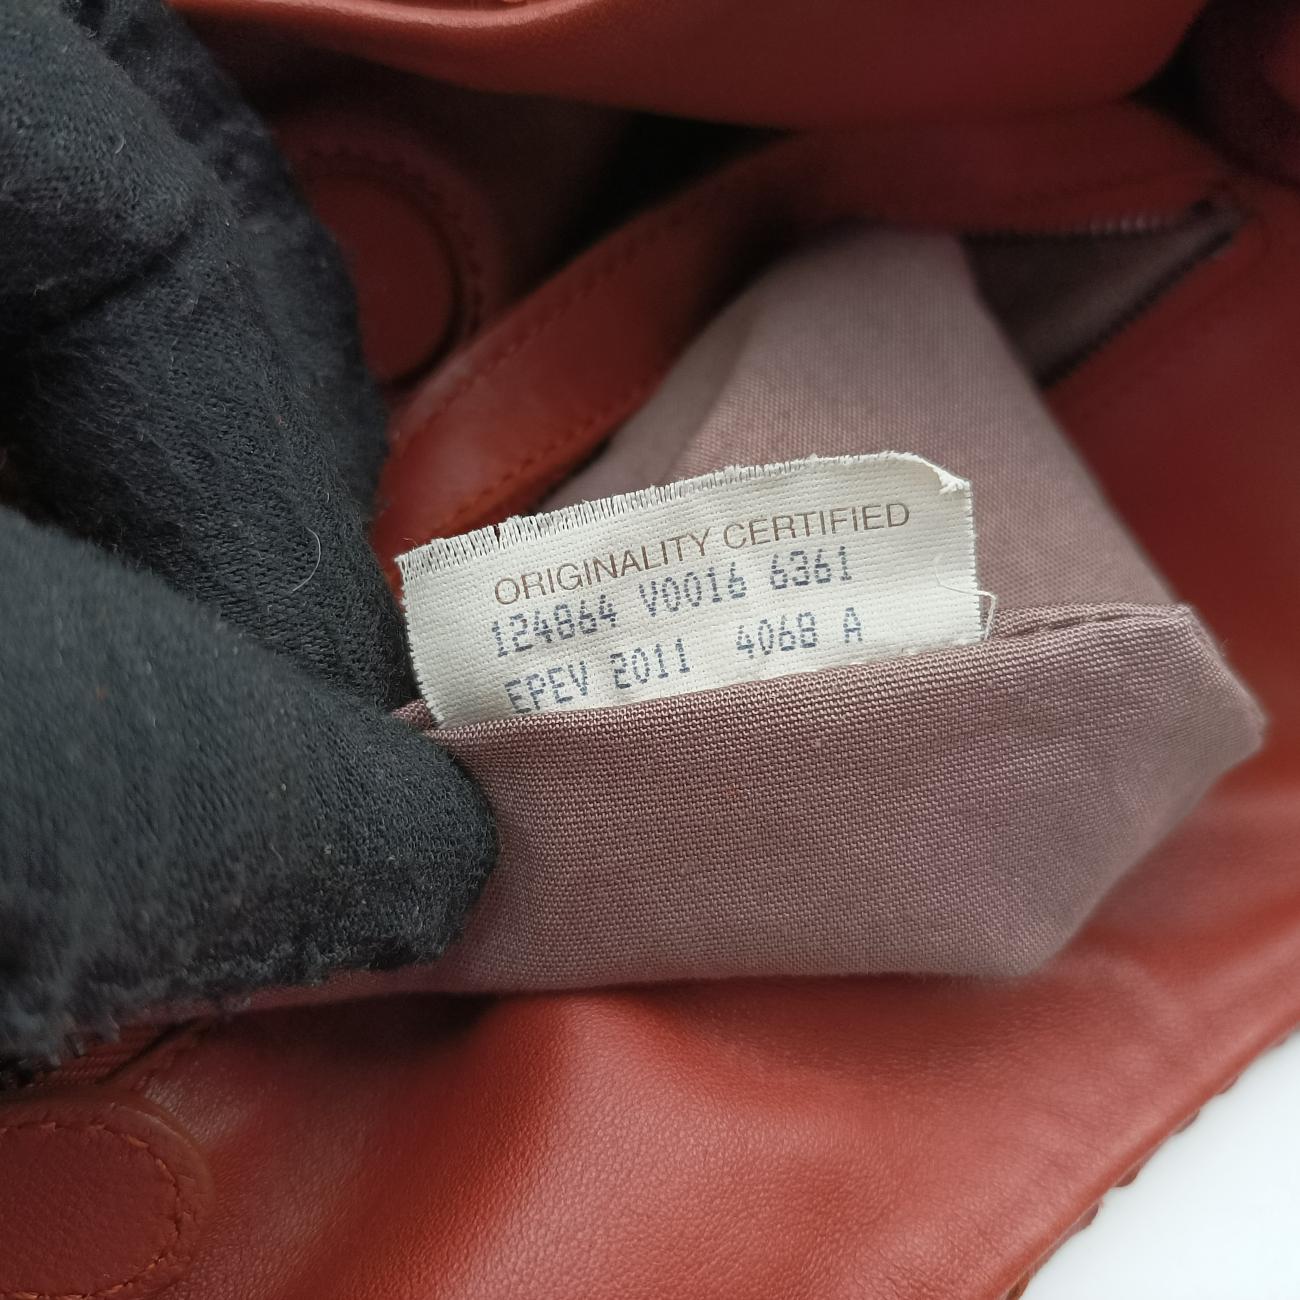 ORIGINALITY CERTIFIED
124864 V0016 6361
EPEV 2011 4068 A